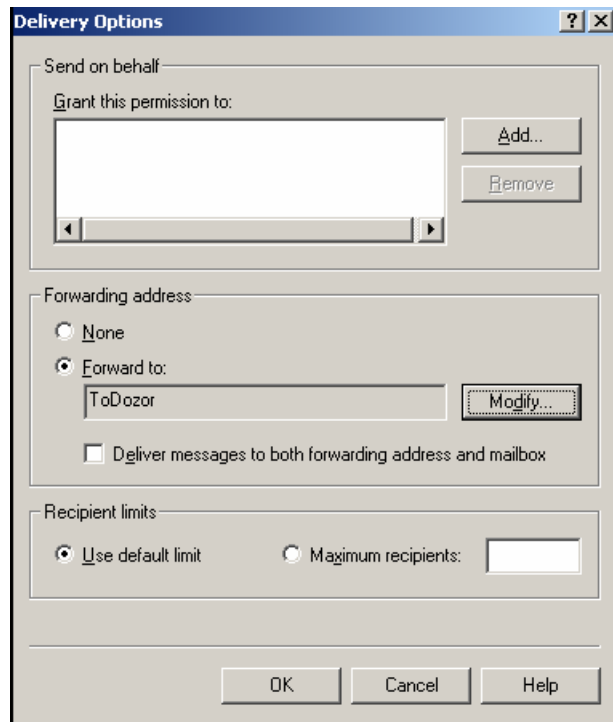 Delivery Options
Send on behalf
Grant this permission to:
Add...
Remove
Forwarding address
None
Forward to:
ToDozor
Modify...
Deliver messages to both forwarding address and mailbox
Recipient limits
Use default limit Maximum recipients:
OK Cancel Help